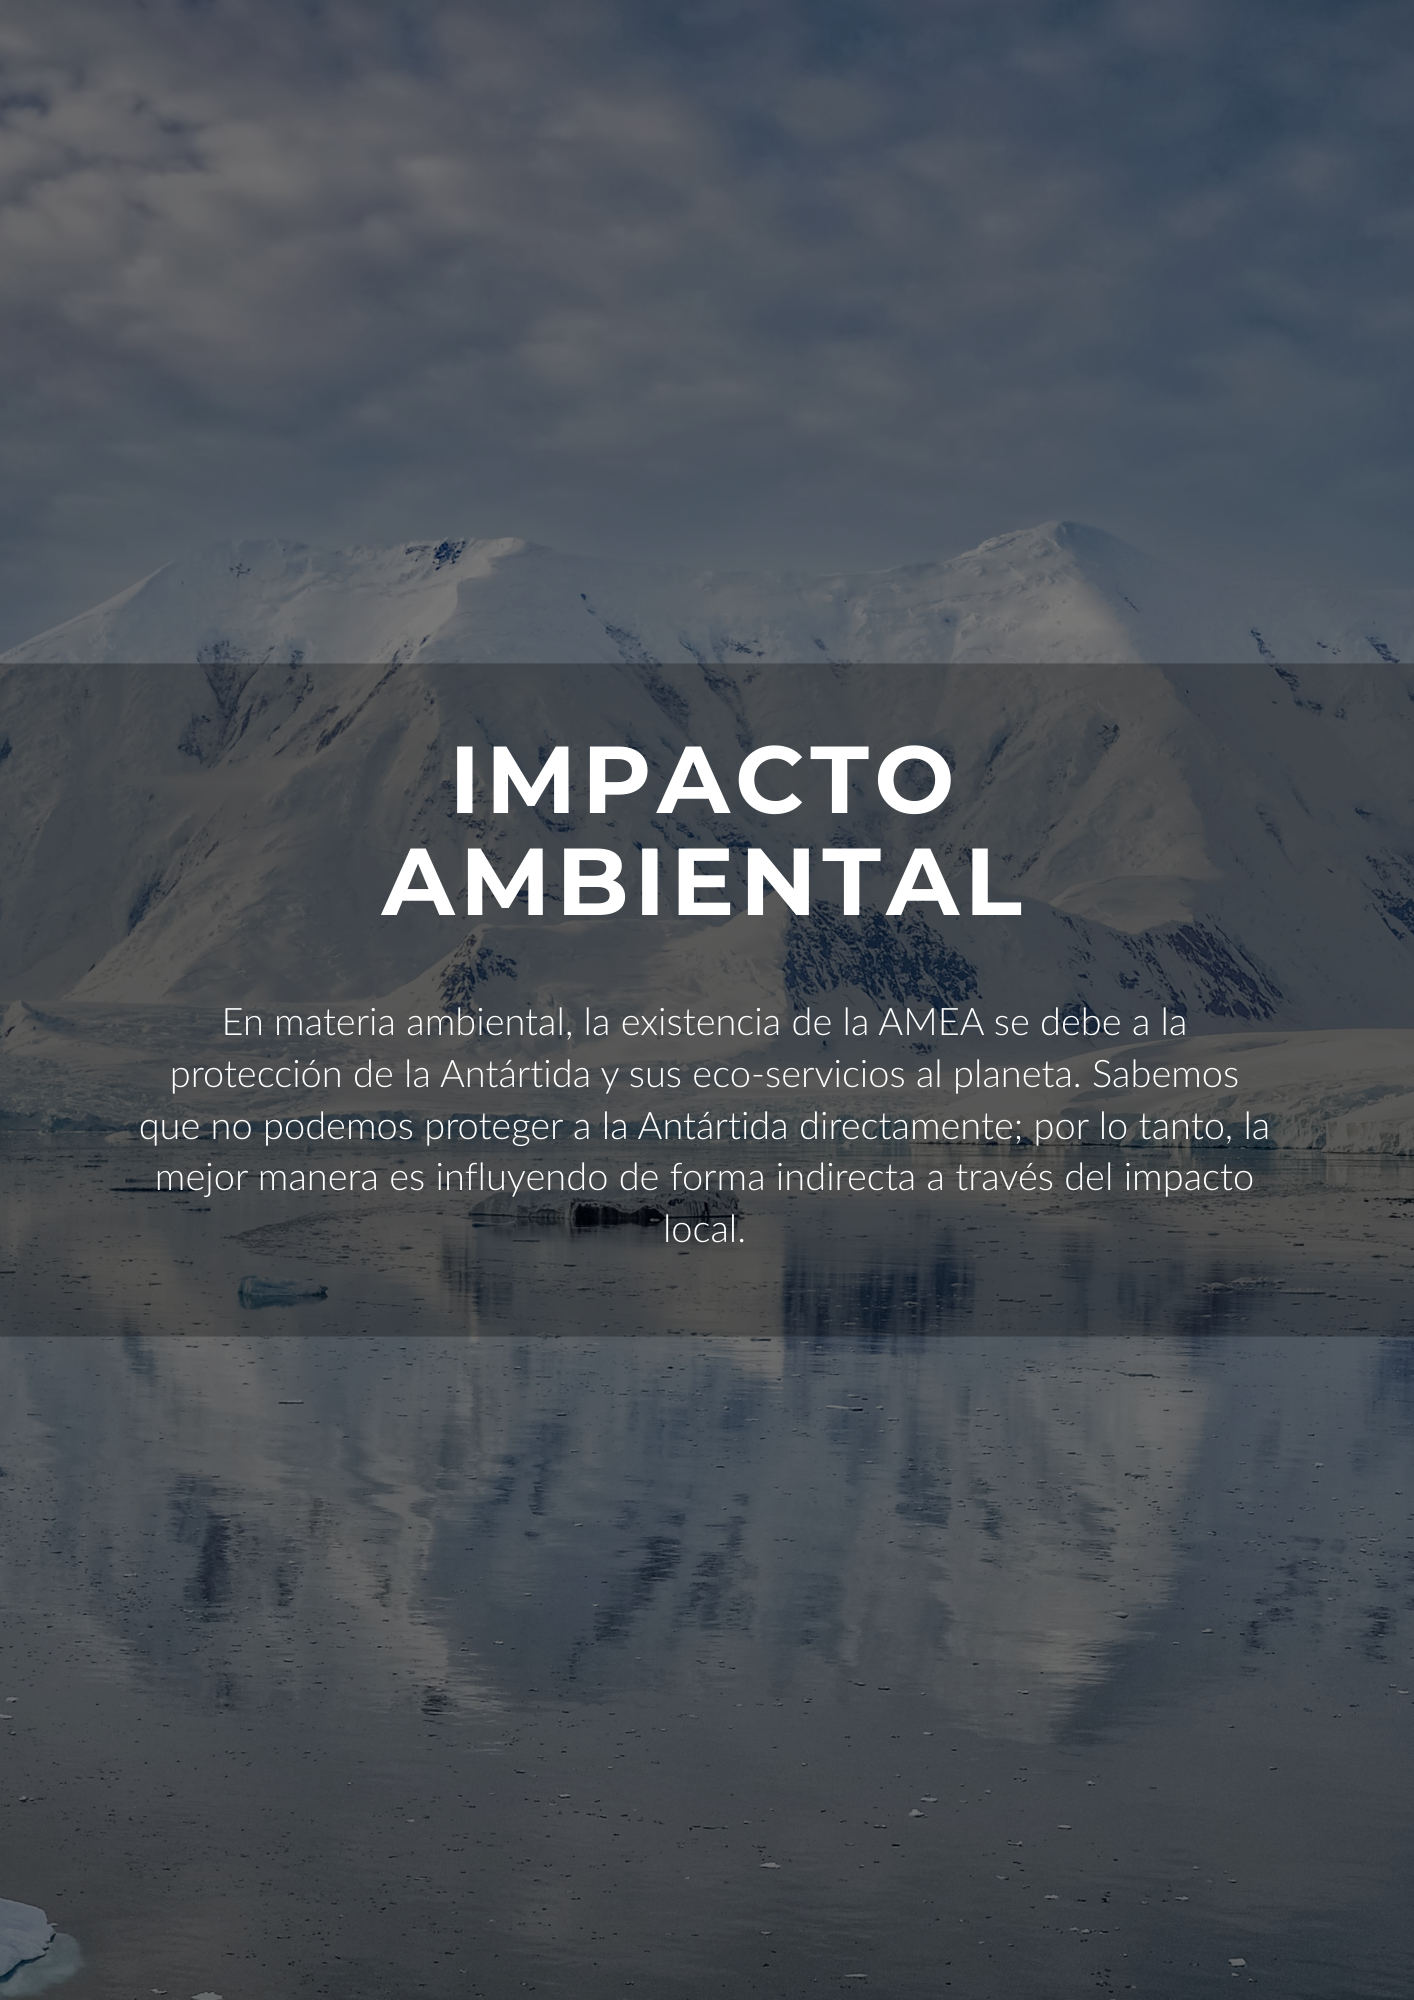 IMPACTO
AMBIENTAL
En materia ambiental, la existencia de la AMEA se debe a la
protección de la Antártida y sus eco-servicios al planeta. Sabemos
que no podemos proteger a la Antártida directamente; por lo tanto, la
mejor manera es influyendo de forma indirecta a través del impacto
local.